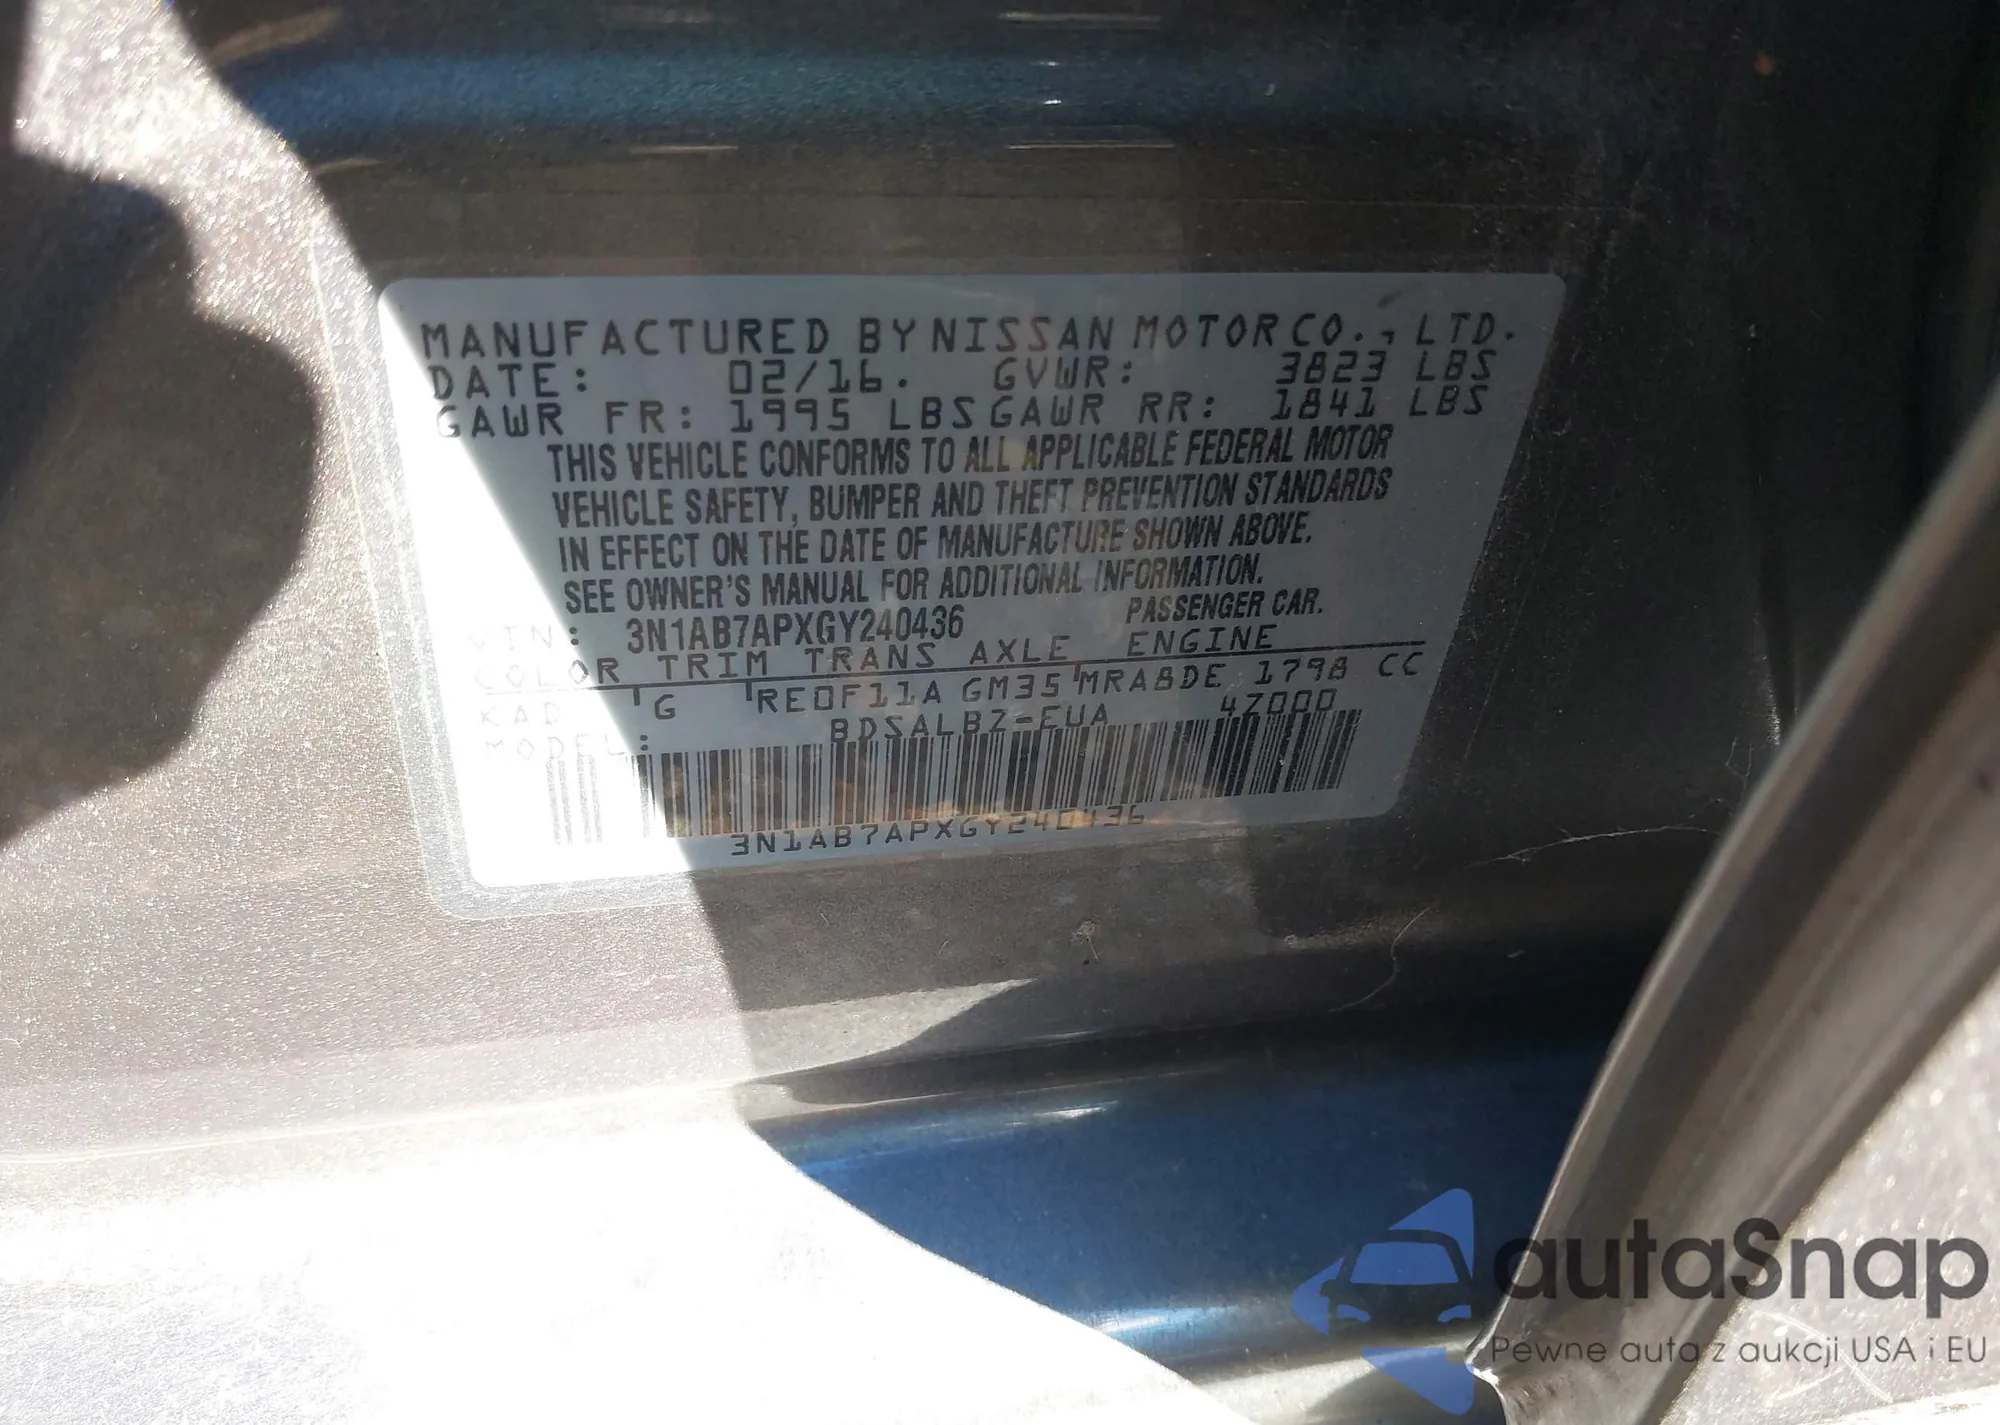 MANUFACTURED BY NISSAN MOTOR CO., LTD.
DATE: 02/16. GVWR: 3823 LBS
GAWR FR: 1995 LBS GAWR RR: 1841 LBS
THIS VEHICLE CONFORMS TO ALL APPLICABLE FEDERAL MOTOR
VEHICLE SAFETY, BUMPER AND THEFT PREVENTION STANDARDS
IN EFFECT ON THE DATE OF MANUFACTURE SHOWN ABOVE.
SEE OWNER'S MANUAL FOR ADDITIONAL INFORMATION.
VIN: 3N1AB7APXGY240436 PASSENGER CAR.
COLOR TRIM TRANS AXLE ENGINE
KAD G RE0F11A GM35 MRA8DE 1798 CC
MODEL: BDSALBZ-EUA 4Z000
3N1AB7APXGY240436
autaSnap
Pewne auta z aukcji USA i EU